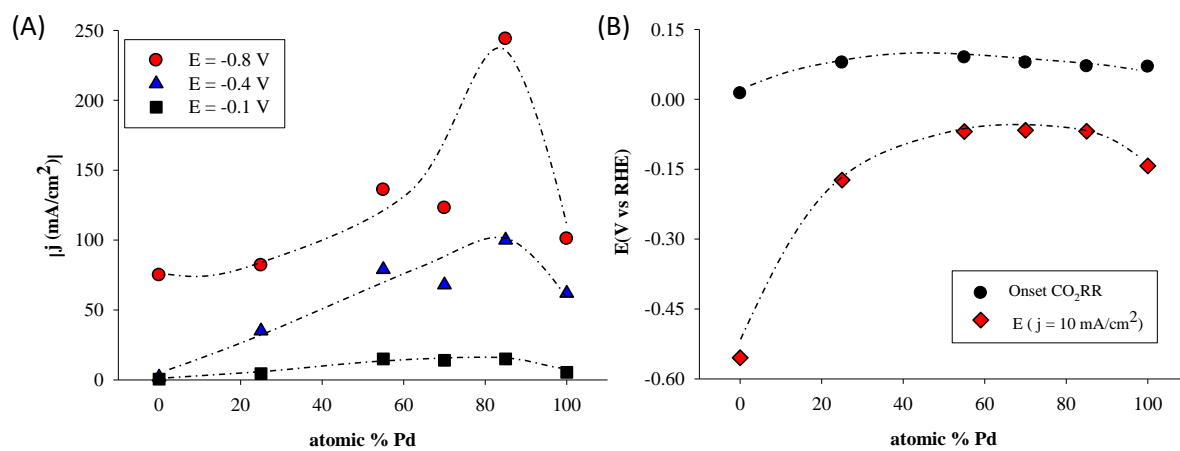 (A)
250
200
150
100
50
0
|j (mA/cm²)|
E = -0.8 V
E = -0.4 V
E = -0.1 V
0 20 40 60 80 100
atomic % Pd
(B)
0.15
0.00
-0.15
-0.30
-0.45
-0.60
E(V vs RHE)
Onset CO₂RR
E ( j = 10 mA/cm²)
0 20 40 60 80 100
atomic % Pd